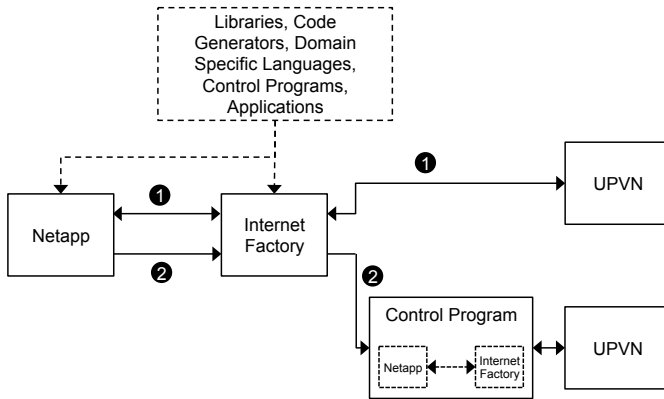 Libraries, Code
Generators, Domain
Specific Languages,
Control Programs,
Applications
1
1
UPVN
Netapp
Internet
Factory
2
2
Control Program
Netapp
Internet
Factory
UPVN